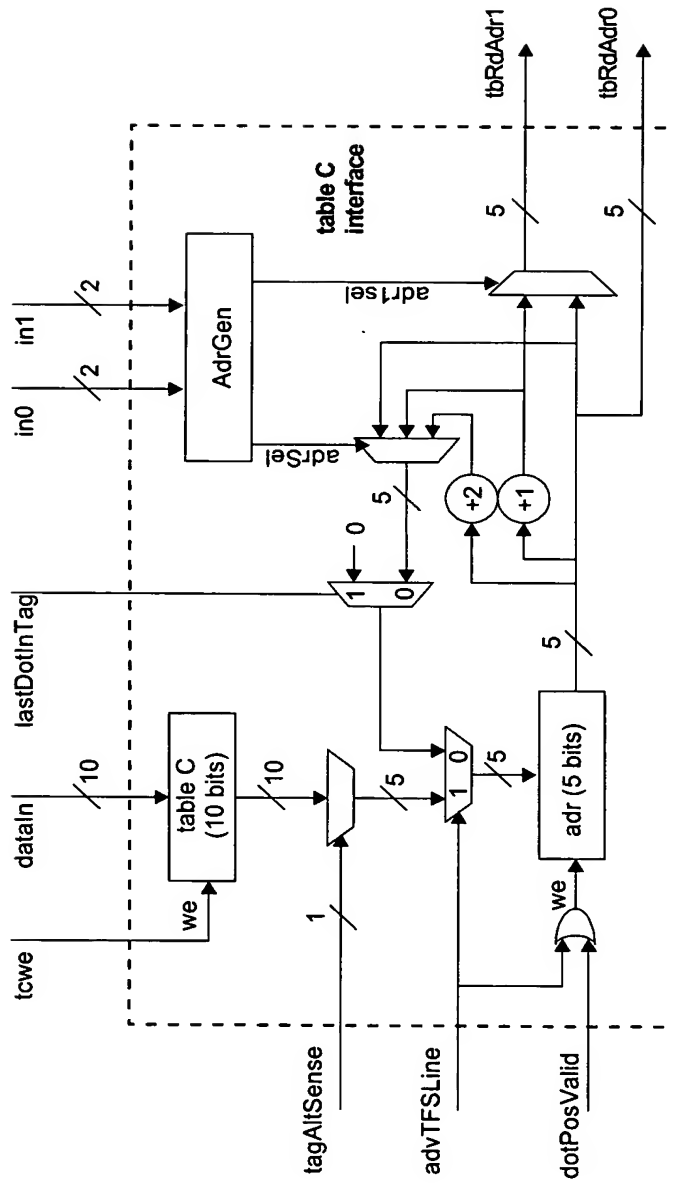 tcwe
dataIn
lastDotInTag
in0
in1
10
2
2
we
table C
(10 bits)
AdrGen
table C
interface
10
adrSel
adr1sel
tagAltSense
1
1
0
0
5
5
tbRdAdr1
5
+2
+1
advTFSLine
1
0
5
5
5
tbRdAdr0
dotPosValid
we
adr (5 bits)